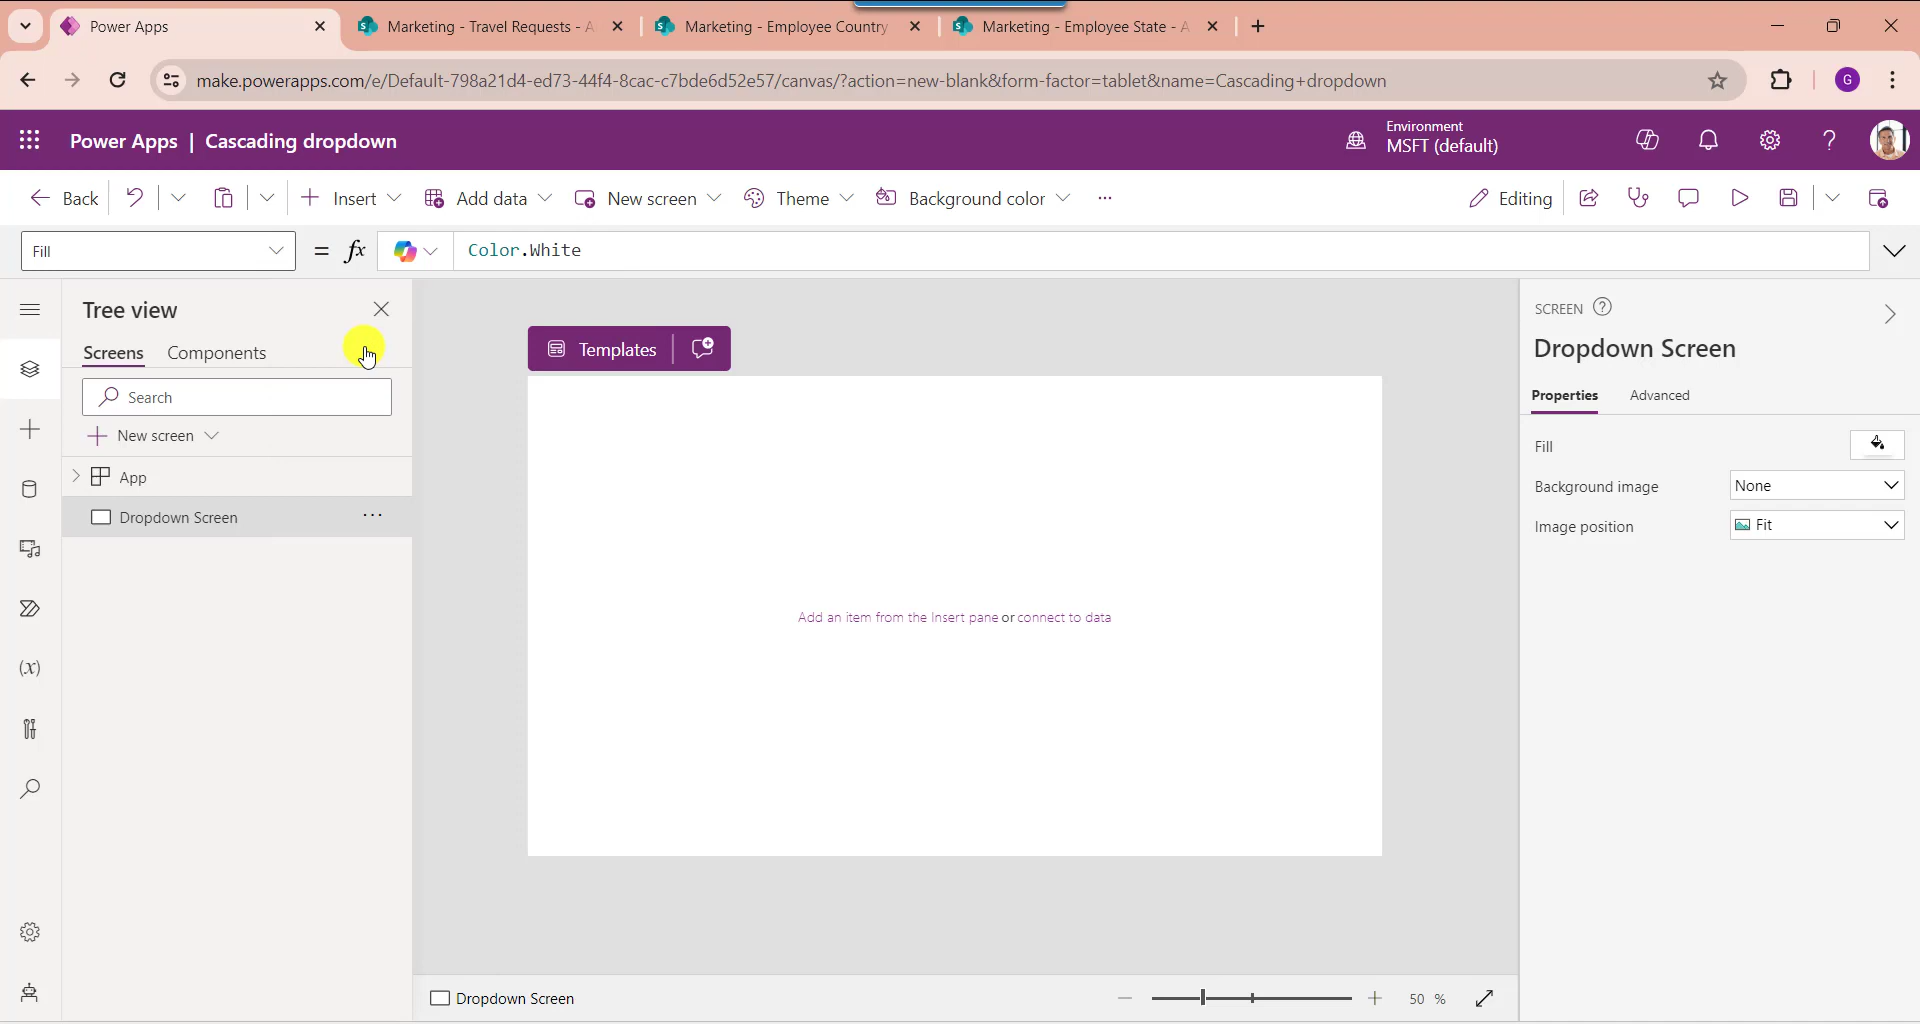 Power Apps
Marketing - Travel Requests - A
Marketing - Employee Country
Marketing - Employee State - A
make.powerapps.com/e/Default-798a21d4-ed73-44f4-8cac-c7bde6d52e57/canvas/?action=new-blank&form-factor=tablet&name=Cascading+dropdown
G
Power Apps | Cascading dropdown
Environment
MSFT (default)
?
Back
Insert
Add data
New screen
Theme
Background color
...
Editing
Fill
= fx
Color.White
Tree view
Screens Components
Search
New screen
App
Dropdown Screen
...
(x)
Templates
Add an item from the Insert pane or connect to data
SCREEN ?
Dropdown Screen
Properties Advanced
Fill
Background image None
Image position Fit
Dropdown Screen
50 %